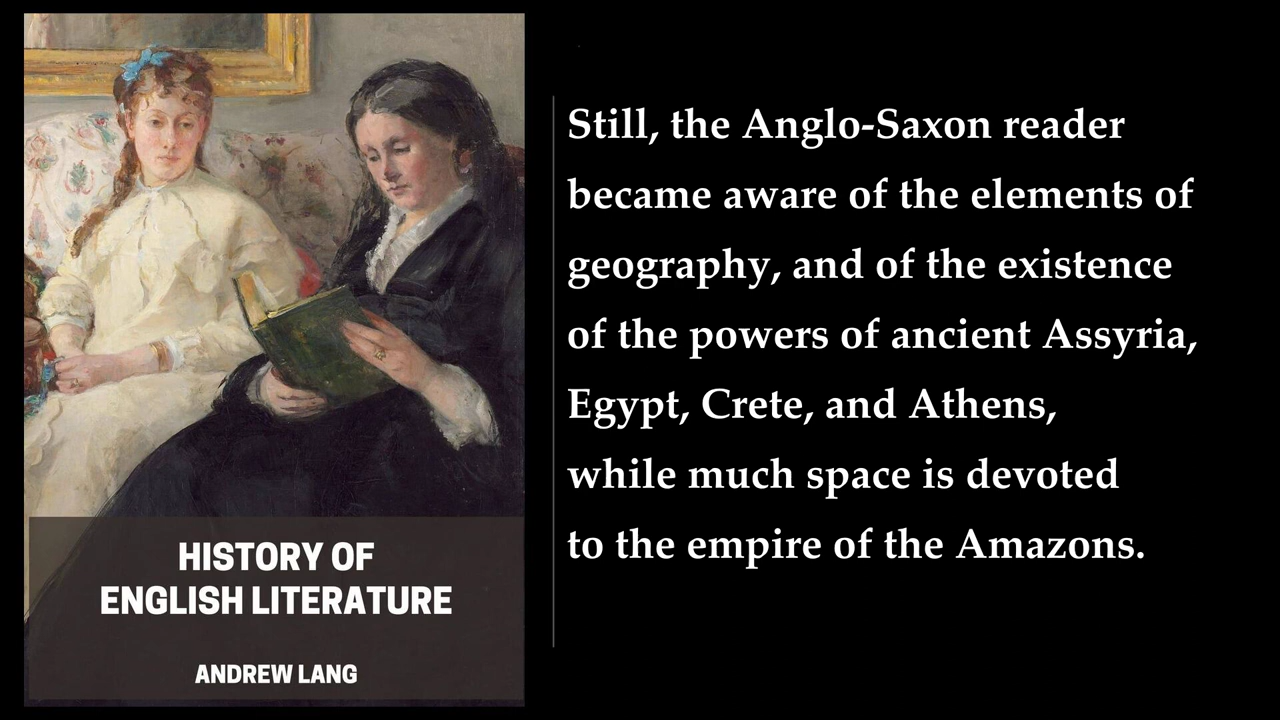 HISTORY OF
ENGLISH LITERATURE
ANDREW LANG
Still, the Anglo-Saxon reader
became aware of the elements of
geography, and of the existence
of the powers of ancient Assyria,
Egypt, Crete, and Athens,
while much space is devoted
to the empire of the Amazons.